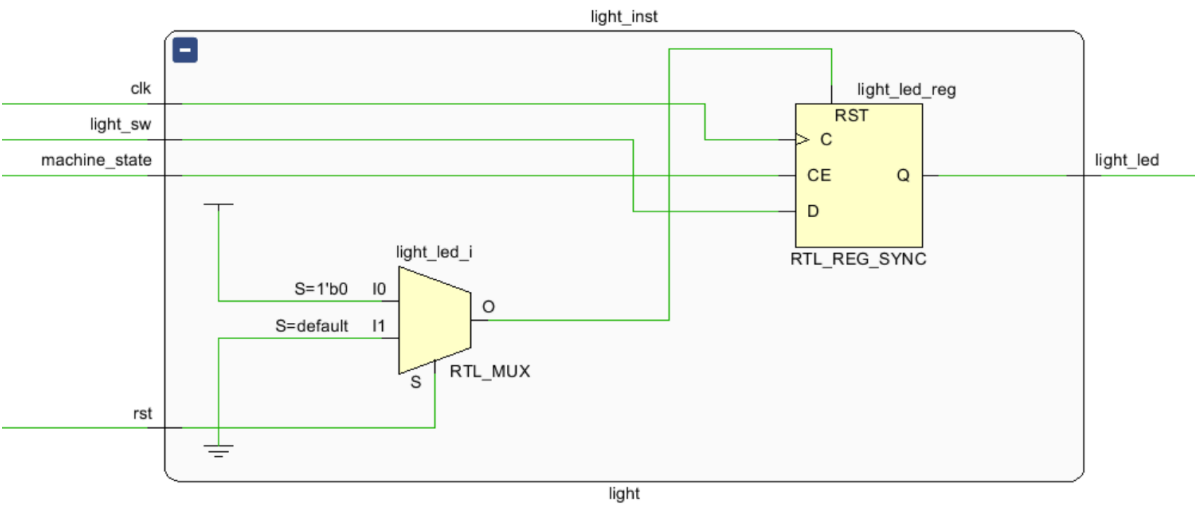 light_inst
clk
light_sw
machine_state
light_led_reg
RST
C
CE Q
D
RTL_REG_SYNC
light_led
light_led_i
S=1'b0 I0
S=default I1
O
S
RTL_MUX
rst
light